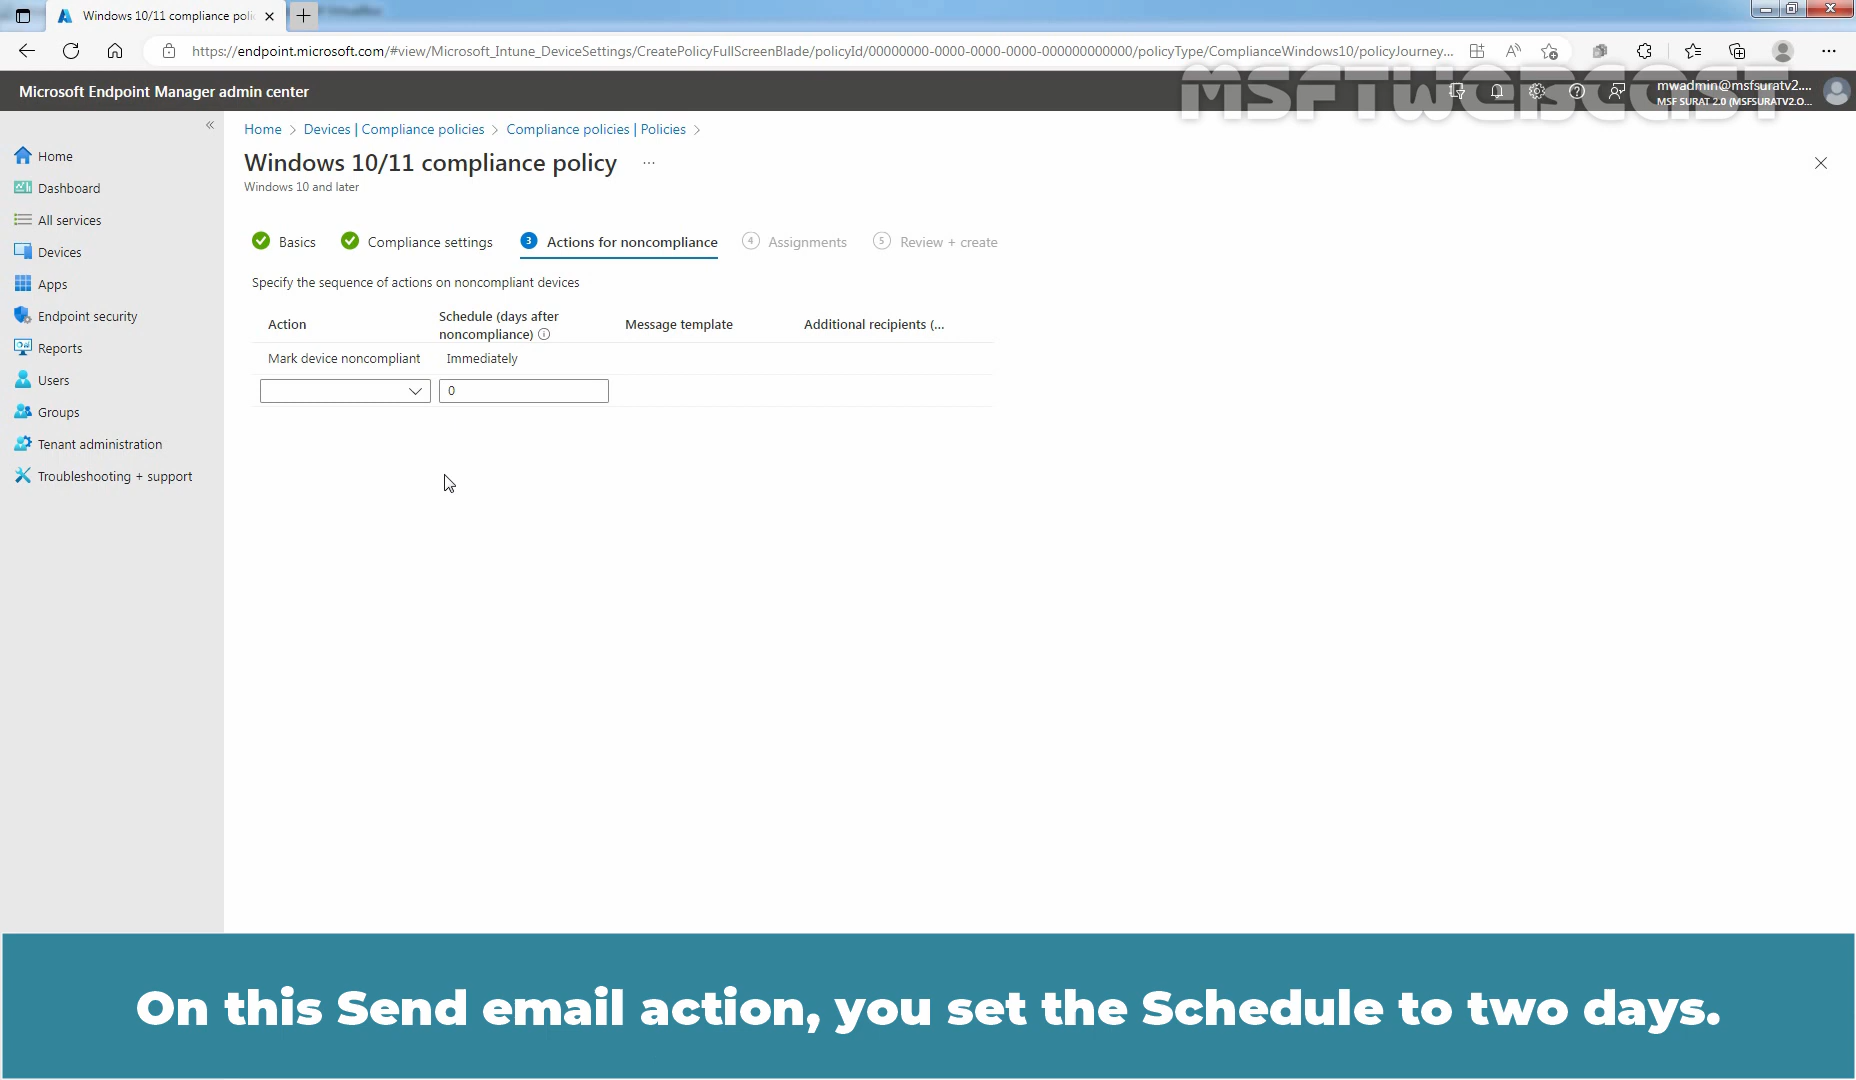 Windows 10/11 compliance poli
https://endpoint.microsoft.com/#view/Microsoft_Intune_DeviceSettings/CreatePolicyFullScreenBlade/policyId/00000000-0000-0000-0000-000000000000/policyType/ComplianceWindows10/policyJourney...
MSFTWEBCAST
Microsoft Endpoint Manager admin center
mwadmin@msfsuratv2....
MSF SURAT 2.0 (MSFSURATV2.O...
Home > Devices | Compliance policies > Compliance policies | Policies >
Windows 10/11 compliance policy ...
Windows 10 and later
Home
Dashboard
All services
Devices
Apps
Endpoint security
Reports
Users
Groups
Tenant administration
Troubleshooting + support
Basics Compliance settings 3 Actions for noncompliance 4 Assignments 5 Review + create
Specify the sequence of actions on noncompliant devices
Action Schedule (days after noncompliance) Message template Additional recipients (...
Mark device noncompliant Immediately
0
On this Send email action, you set the Schedule to two days.